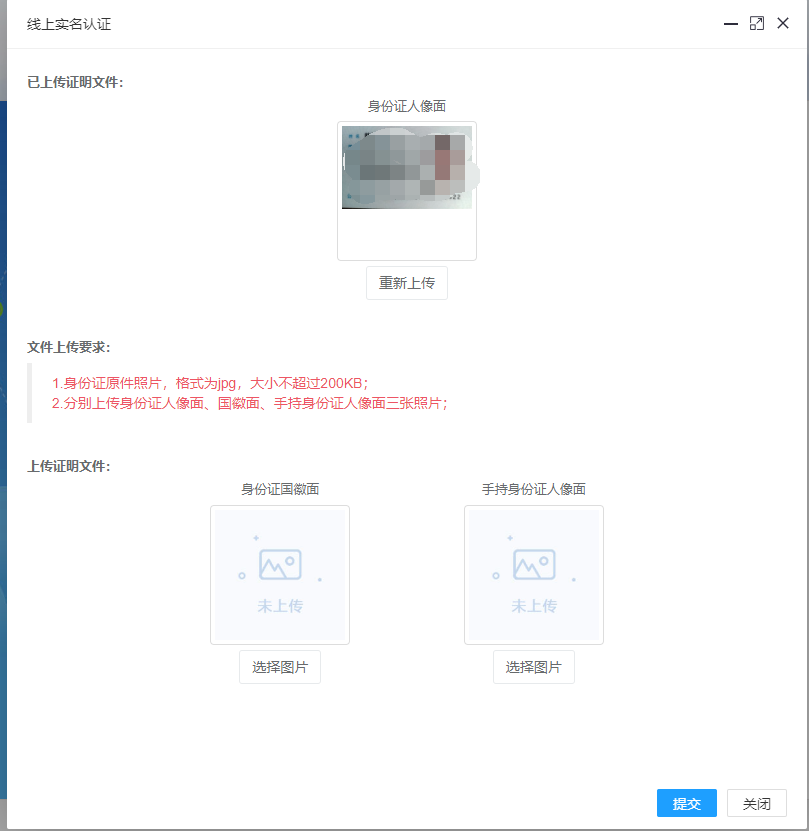 线上实名认证
已上传证明文件：
身份证人像面
重新上传
文件上传要求：
1.身份证原件照片，格式为jpg，大小不超过200KB；
2.分别上传身份证人像面、国徽面、手持身份证人像面三张照片；
上传证明文件：
身份证国徽面 手持身份证人像面
未上传 未上传
选择图片 选择图片
提交 关闭